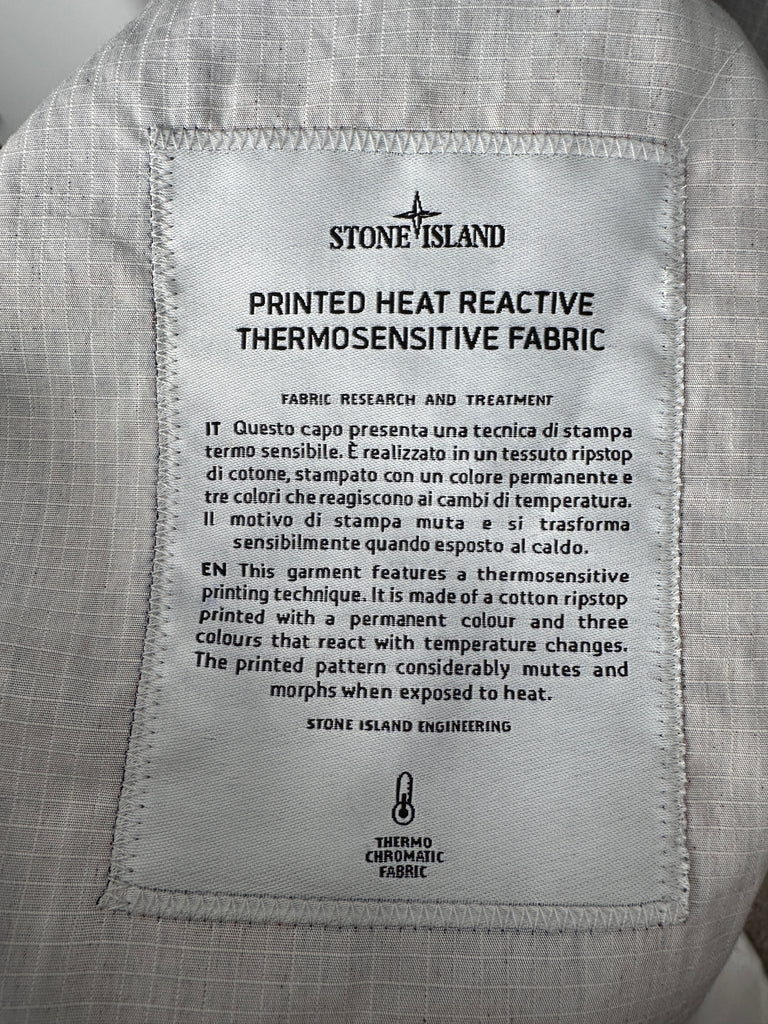 STONE ISLAND
PRINTED HEAT REACTIVE
THERMOSENSITIVE FABRIC
FABRIC RESEARCH AND TREATMENT
IT Questo capo presenta una tecnica di stampa
termo sensibile. È realizzato in un tessuto ripstop
di cotone, stampato con un colore permanente e
tre colori che reagiscono ai cambi di temperatura.
Il motivo di stampa muta e si trasforma
sensibilmente quando esposto al caldo.
EN This garment features a thermosensitive
printing technique. It is made of a cotton ripstop
printed with a permanent colour and three
colours that react with temperature changes.
The printed pattern considerably mutes and
morphs when exposed to heat.
STONE ISLAND ENGINEERING
THERMO
CHROMATIC
FABRIC